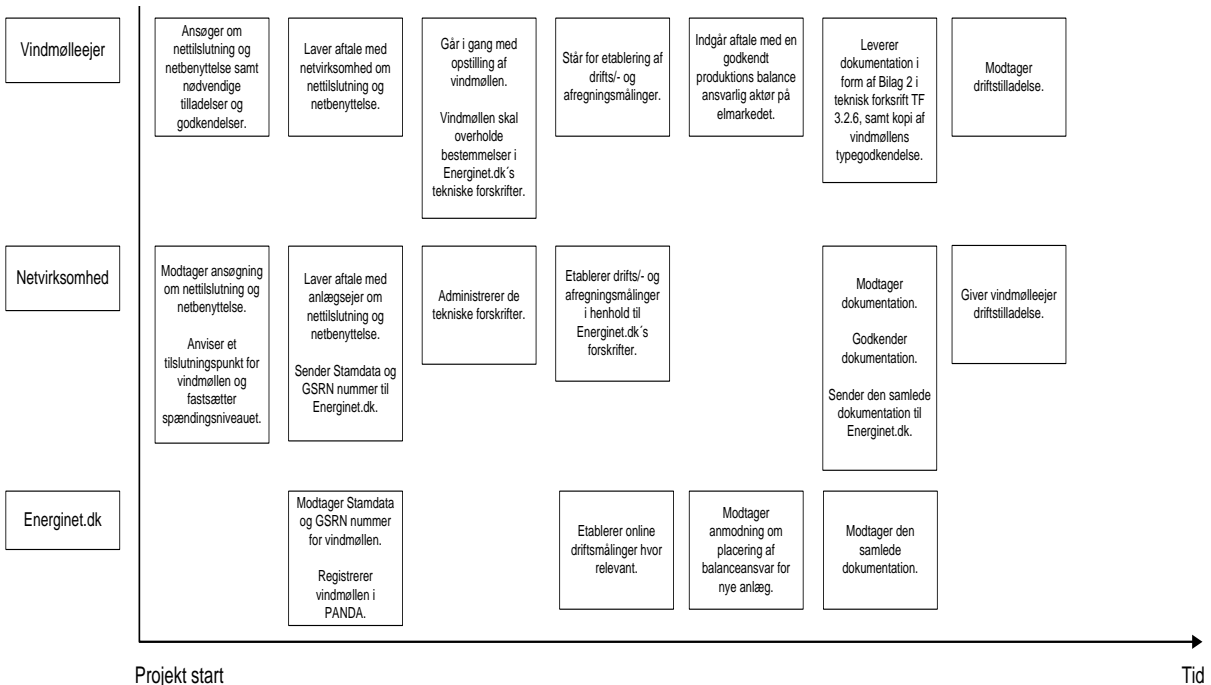 Vindmølleejer
Ansøger om
nettilslutning og
netbenyttelse samt
nødvendige
tilladelser og
godkendelser.
Laver aftale med
netvirksomhed om
nettilslutning og
netbenyttelse.
Går i gang med
opstilling af
vindmøllen.
Vindmøllen skal
overholde
bestemmelser i
Energinet.dk´s
tekniske forskrifter.
Står for etablering af
drifts/- og
afregningsmålinger.
Indgår aftale med en
godkendt
produktions balance
ansvarlig aktør på
elmarkedet.
Leverer
dokumentation i
form af Bilag 2 i
teknisk forksrift TF
3.2.6, samt kopi af
vindmøllens
typegodkendelse.
Modtager
driftstilladelse.
Netvirksomhed
Modtager ansøgning
om nettilslutning og
netbenyttelse.
Anviser et
tilslutningspunkt for
vindmøllen og
fastsætter
spændingsniveauet.
Laver aftale med
anlægsejer om
nettilslutning og
netbenyttelse.
Sender Stamdata og
GSRN nummer til
Energinet.dk.
Administrerer de
tekniske forskrifter.
Etablerer drifts/- og
afregningsmålinger
i henhold til
Energinet.dk´s
forskrifter.
Modtager
dokumentation.
Godkender
dokumentation.
Sender den samlede
dokumentation til
Energinet.dk.
Giver vindmølleejer
driftstilladelse.
Energinet.dk
Modtager Stamdata
og GSRN nummer
for vindmøllen.
Registrerer
vindmøllen i
PANDA.
Etablerer online
driftsmålinger hvor
relevant.
Modtager
anmodning om
placering af
balanceansvar for
nye anlæg.
Modtager den
samlede
dokumentation.
Projekt start
Tid